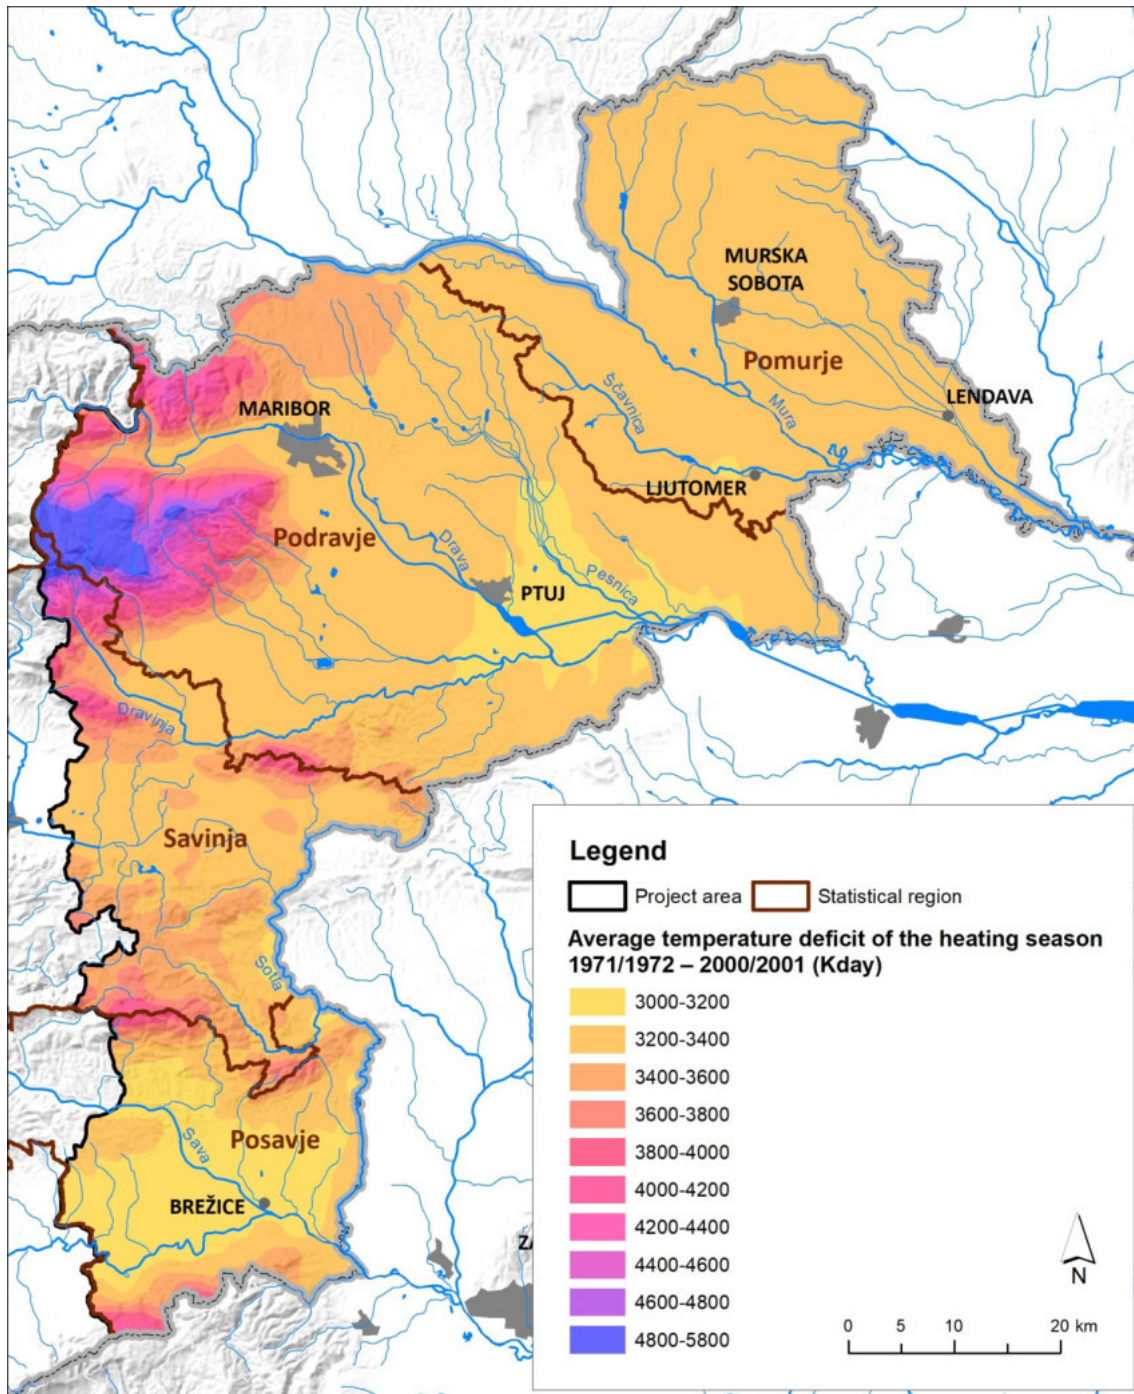 MURSKA
SOBOTA
Pomurje
LENDAVA
MARIBOR
Ščavnica
Mura
LJUTOMER
Podravje
Drava
Pesnica
PTUJ
Dravinja
Savinja
Sotla
Posavje
Sava
BREŽICE
Legend
Project area
Statistical region
Average temperature deficit of the heating season
1971/1972 – 2000/2001 (Kday)
3000-3200
3200-3400
3400-3600
3600-3800
3800-4000
4000-4200
4200-4400
4400-4600
4600-4800
4800-5800
N
0 5 10 20 km